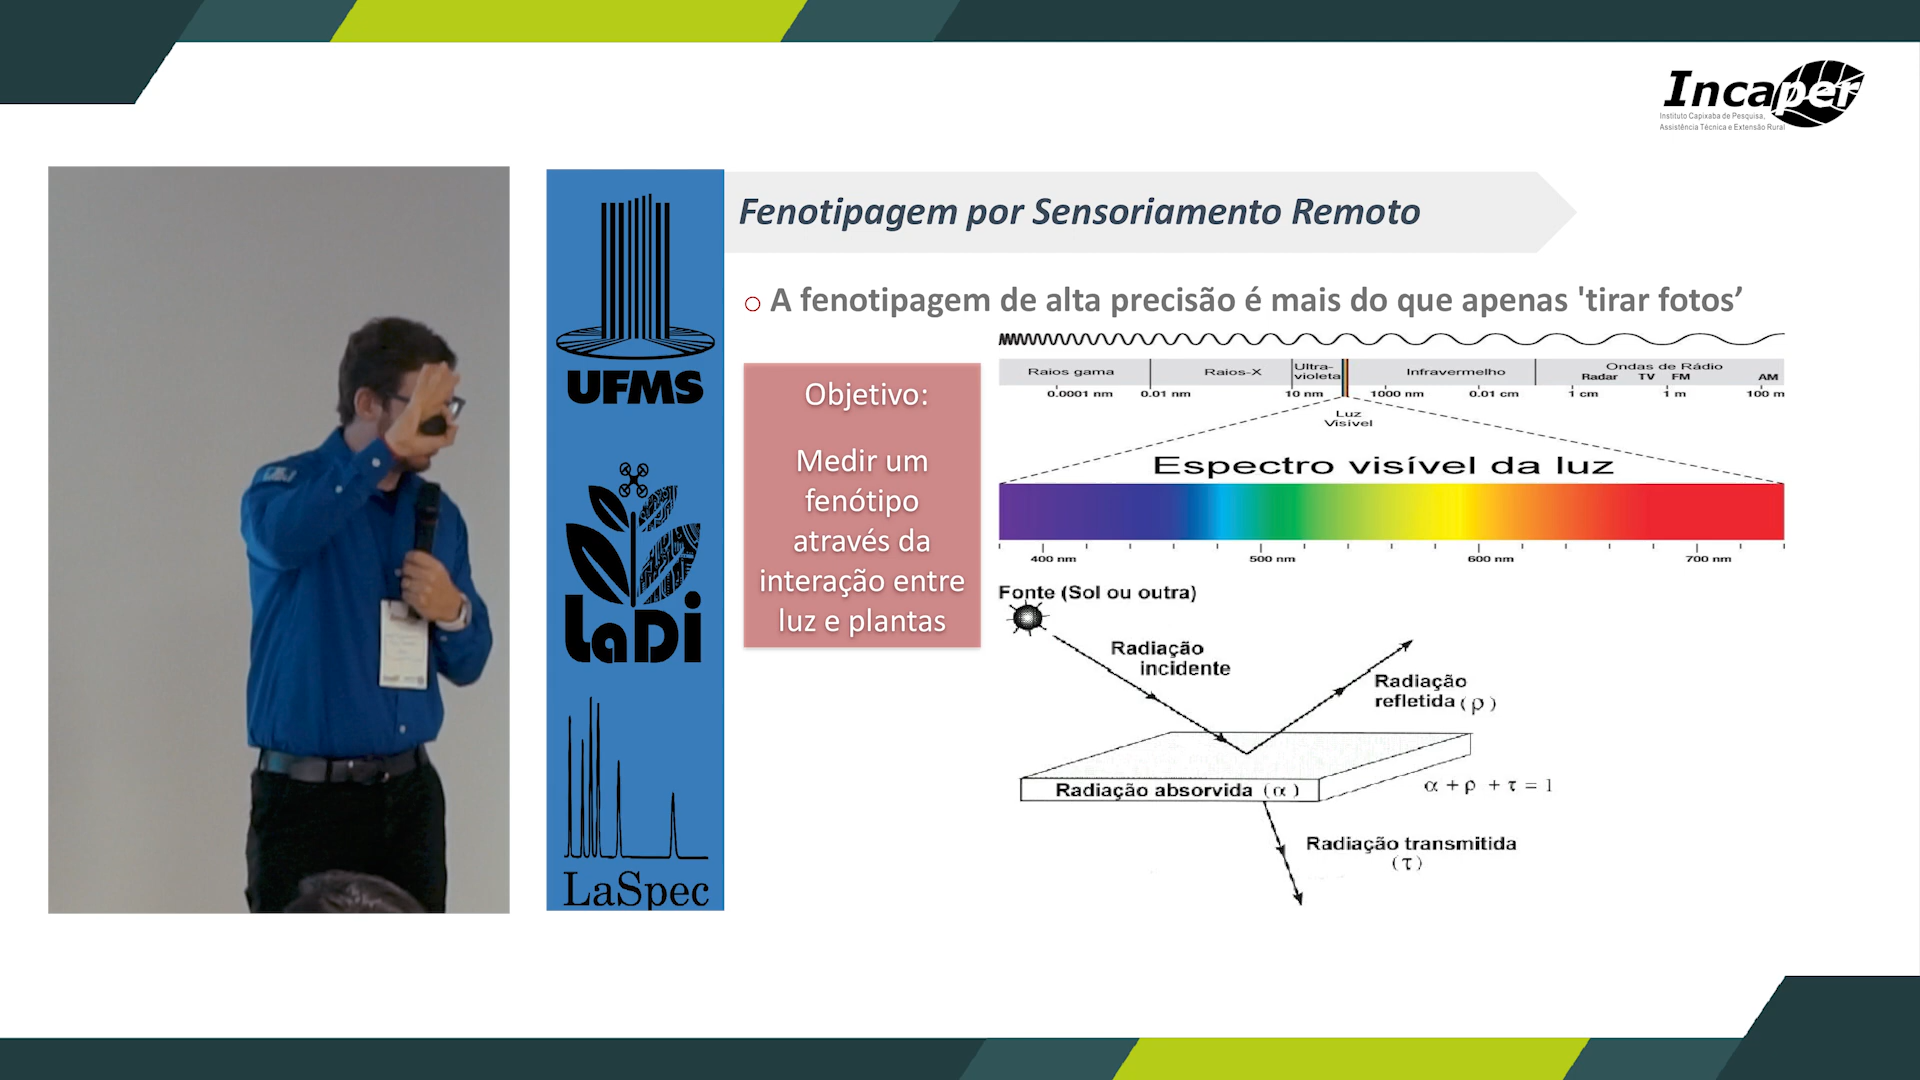 Incaper
Instituto Capixaba de Pesquisa,
Assistência Técnica e Extensão Rural
Fenotipagem por Sensoriamento Remoto
A fenotipagem de alta precisão é mais do que apenas 'tirar fotos’
UFMS
LaDi
LaSpec
Objetivo:
Medir um
fenótipo
através da
interação entre
luz e plantas
Raios gama
Raios-X
Ultra-
violeta
Infravermelho
Ondas de Rádio
Radar TV FM AM
0.0001 nm 0.01 nm 10 nm 1000 nm 0.01 cm 1 cm 1 m 100 m
Luz
Visível
Espectro visível da luz
400 nm 500 nm 600 nm 700 nm
Fonte (Sol ou outra)
Radiação
incidente
Radiação
refletida (ρ)
Radiação absorvida (α)
α + ρ + τ = 1
Radiação transmitida
(τ)